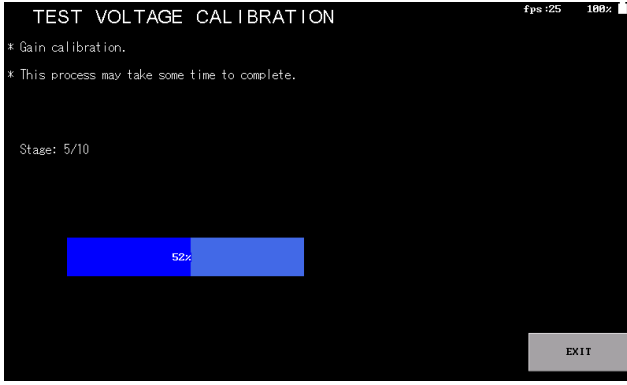 TEST VOLTAGE CALIBRATION
fps:25 100%
* Gain calibration.
* This process may take some time to complete.
Stage: 5/10
52%
EXIT